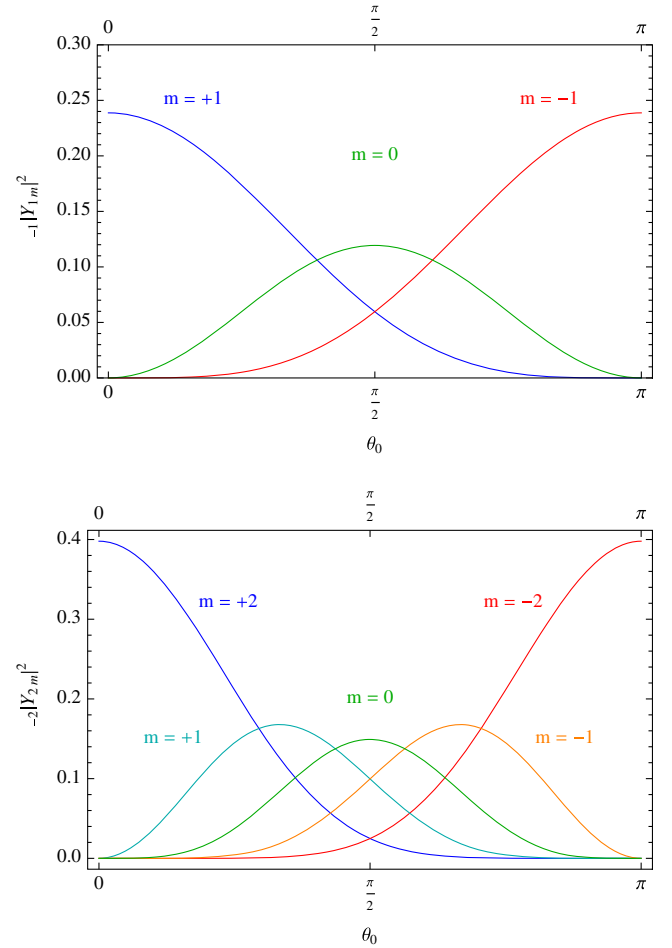 0 π/2 π
0.30
0.25
m = +1 m = −1
0.20
m = 0
₋₁|Y₁ ₘ|²
0.15
0.10
0.05
0.00
0 π/2 π
θ₀
0 π/2 π
0.4
m = +2 m = −2
0.3
₋₂|Y₂ ₘ|²
0.2
m = 0
m = +1 m = −1
0.1
0.0
0 π/2 π
θ₀